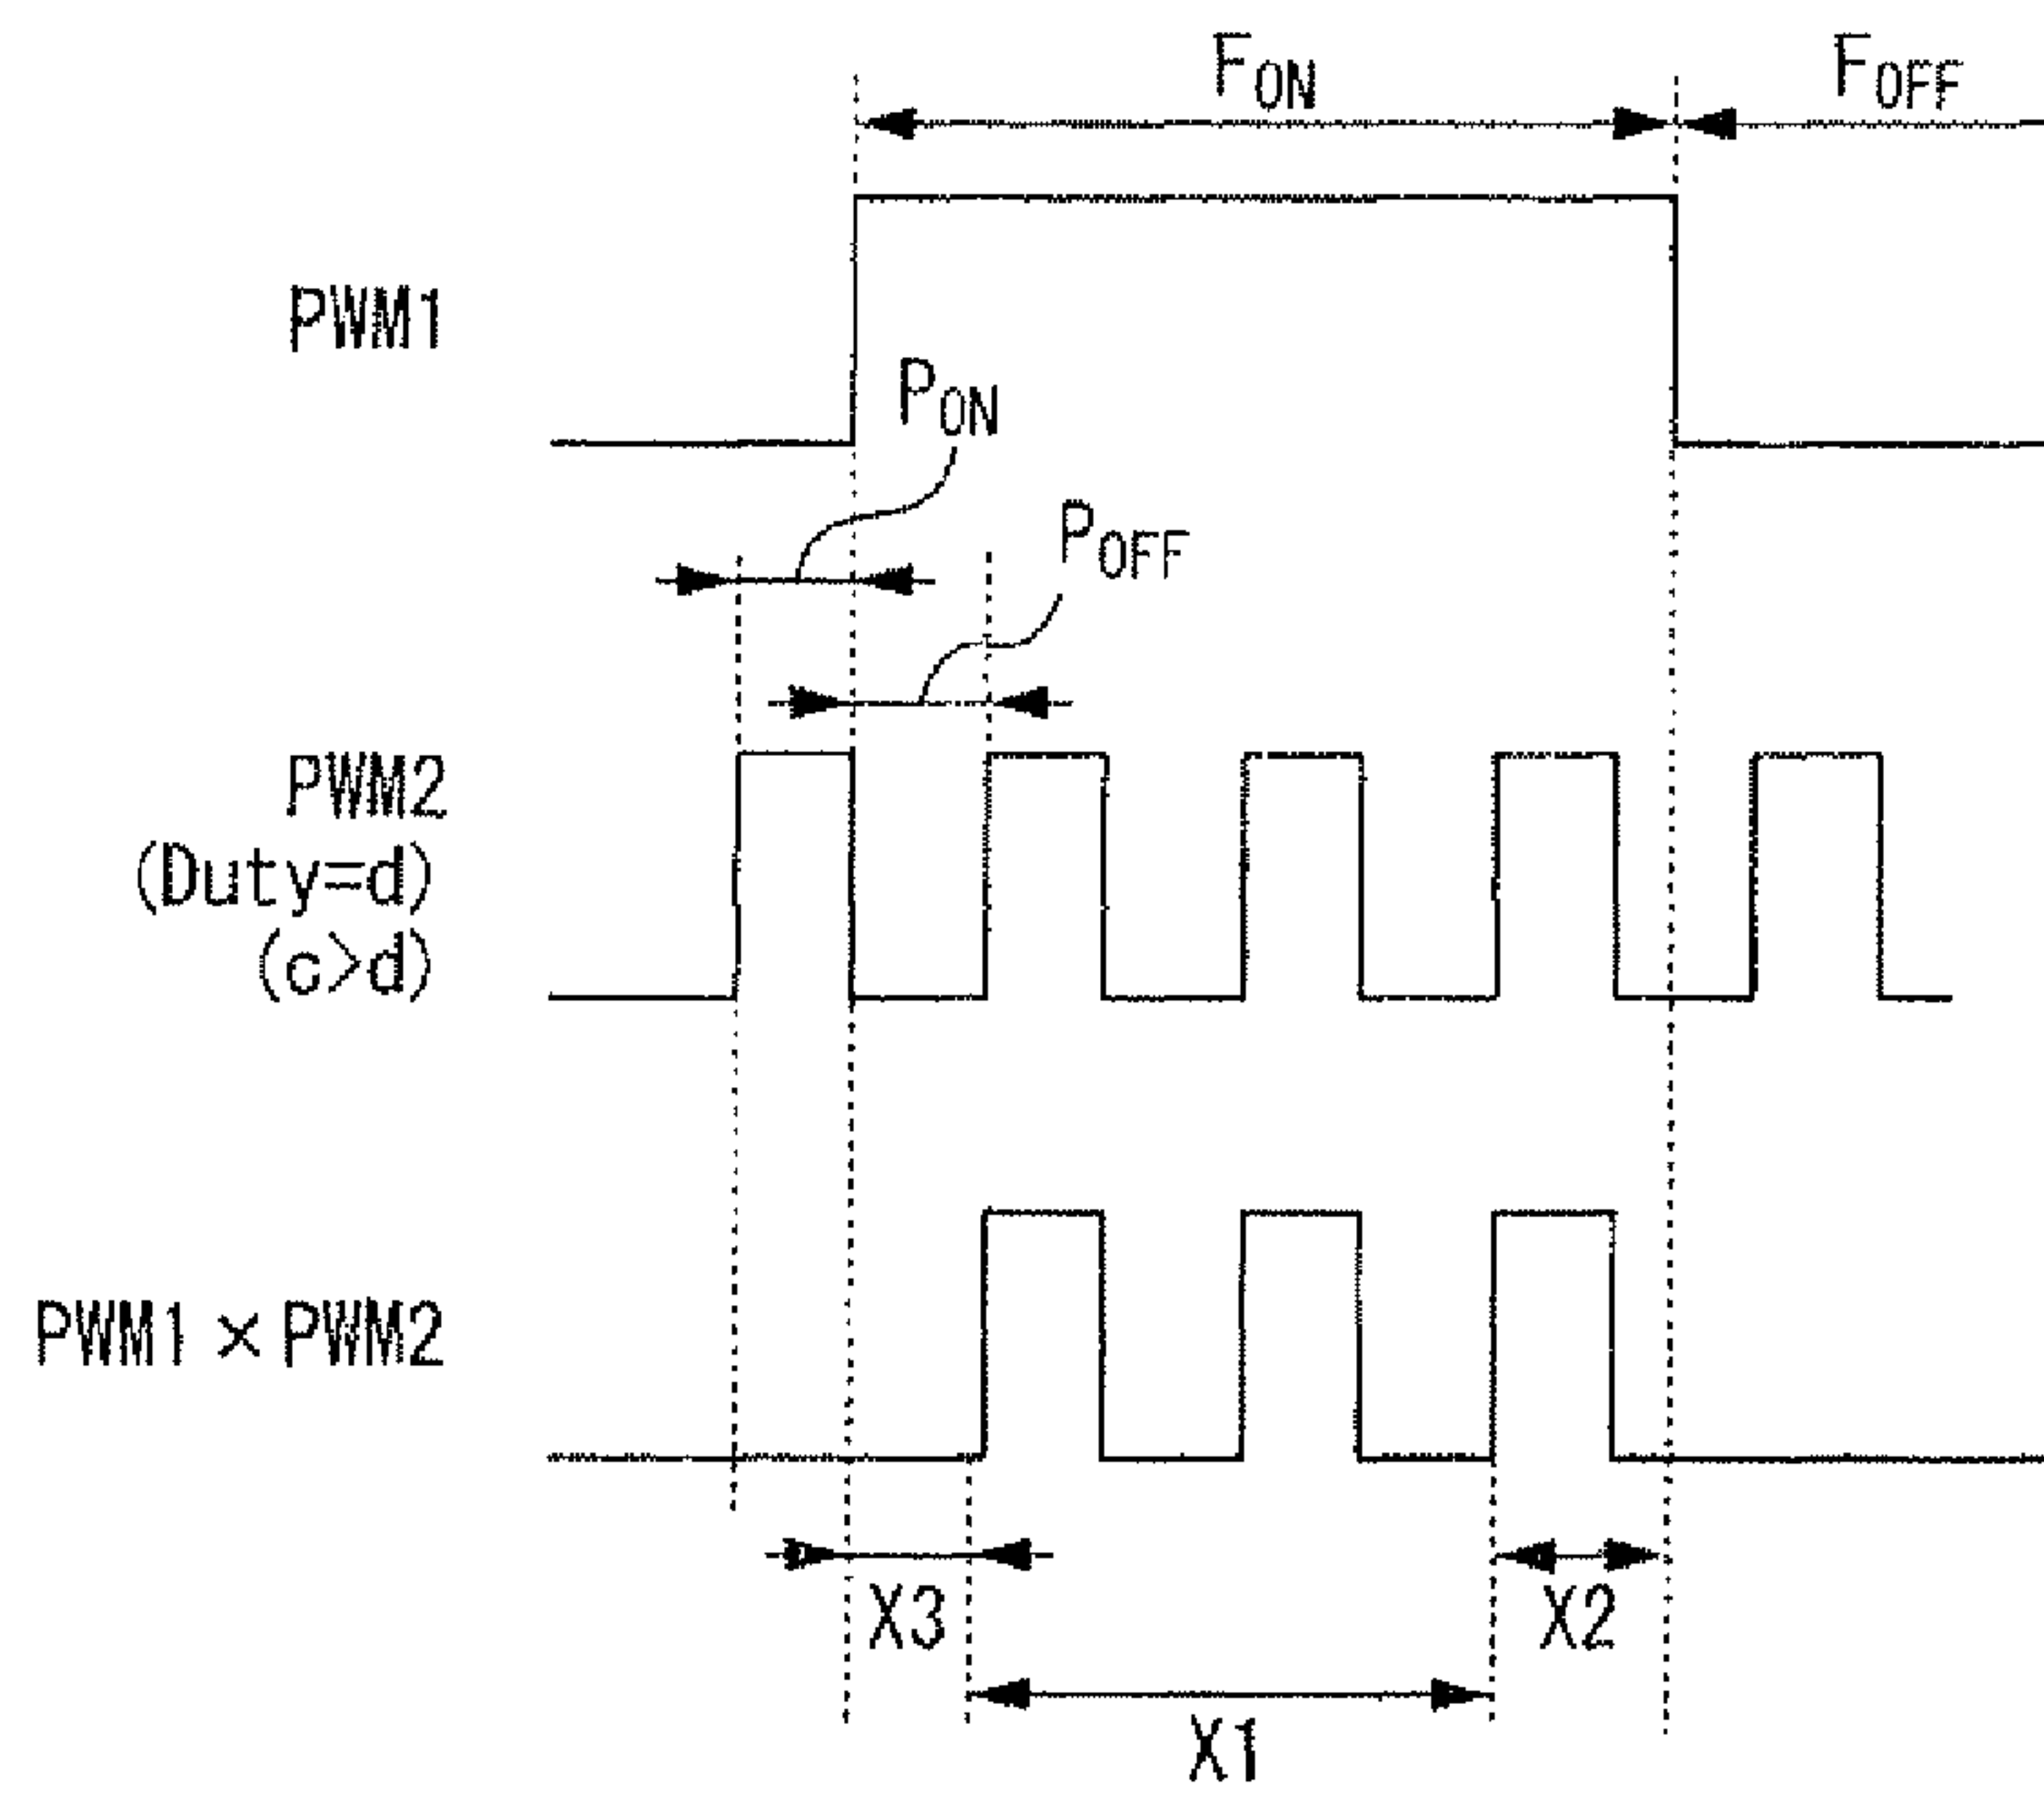 FON FOFF
PWM1
PON
POFF
PWM2
(Duty=d)
(c>d)
PWM1 × PWM2
X3 X2
X1